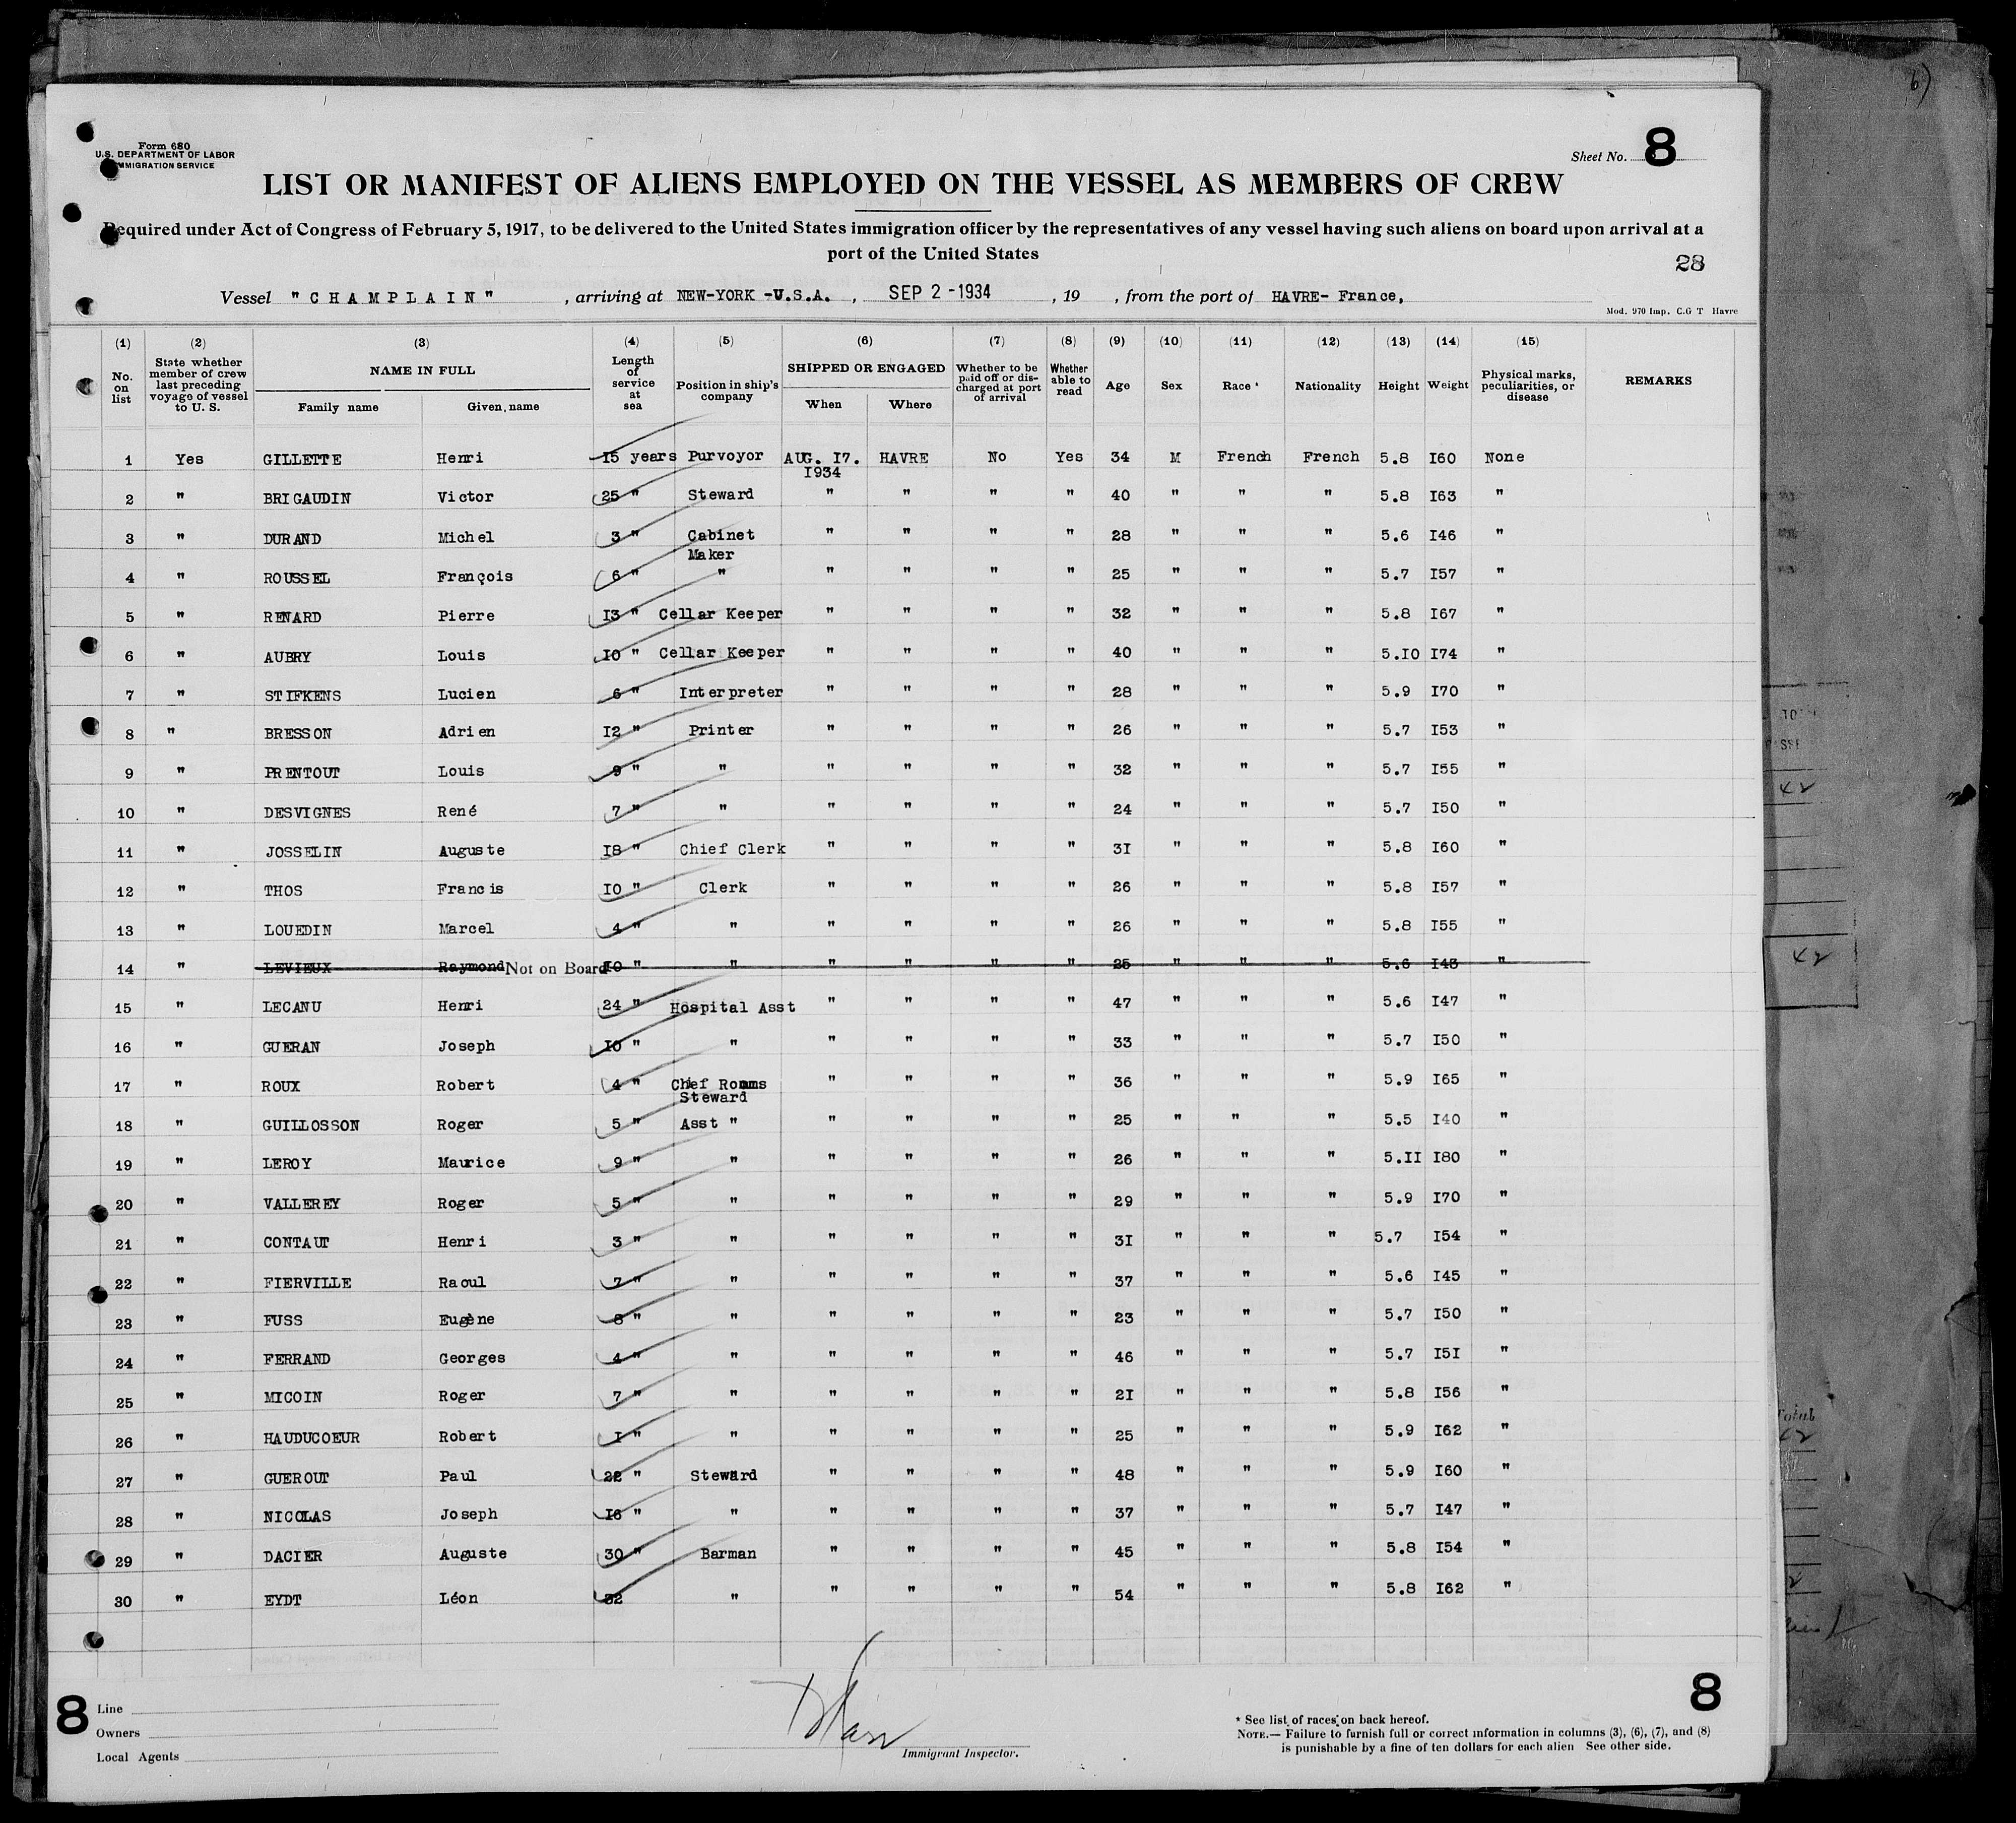 Form 680
U.S. DEPARTMENT OF LABOR
IMMIGRATION SERVICE
Sheet No. 8
LIST OR MANIFEST OF ALIENS EMPLOYED ON THE VESSEL AS MEMBERS OF CREW
Required under Act of Congress of February 5, 1917, to be delivered to the United States immigration officer by the representatives of any vessel having such aliens on board upon arrival at a
port of the United States
28
Vessel "CHAMPLAIN", arriving at NEW-YORK -U.S.A., SEP 2 - 1934, 19 , from the port of HAVRE- France,
Mod. 970 Imp. C.G T Havre
(1) (2) (3) (4) (5) (6) (7) (8) (9) (10) (11) (12) (13) (14) (15)
No. on list | State whether member of crew last preceding voyage of vessel to U. S. | NAME IN FULL Family name Given name | Length of service at sea | Position in ship's company | SHIPPED OR ENGAGED When Where | Whether to be paid off or discharged at port of arrival | Whether able to read | Age | Sex | Race * | Nationality | Height | Weight | Physical marks, peculiarities, or disease | REMARKS
1 Yes GILLETTE Henri 15 years Purvoyor AUG. 17. 1934 HAVRE No Yes 34 M French French 5.8 160 None
2 " BRIGAUDIN Victor 25 " Steward " " " " 40 " " " 5.8 163 "
3 " DURAND Michel 3 " Cabinet Maker " " " " 28 " " " 5.6 146 "
4 " ROUSSEL François 6 " " " " " " 25 " " " 5.7 157 "
5 " RENARD Pierre 13 " Cellar Keeper " " " " 32 " " " 5.8 167 "
6 " AUBRY Louis 10 " Cellar Keeper " " " " 40 " " " 5.10 174 "
7 " STIFKENS Lucien 6 " Interpreter " " " " 28 " " " 5.9 170 "
8 " BRESSON Adrien 12 " Printer " " " " 26 " " " 5.7 153 "
9 " PRENTOUT Louis 9 " " " " " " 32 " " " 5.7 155 "
10 " DESVIGNES René 7 " " " " " " 24 " " " 5.7 150 "
11 " JOSSELIN Auguste 18 " Chief Clerk " " " " 31 " " " 5.8 160 "
12 " THOS Francis 10 " Clerk " " " " 26 " " " 5.8 157 "
13 " LOUEDIN Marcel 4 " " " " " " 26 " " " 5.8 155 "
14 " LEVIEUX Raymond Not on Board 10 " " " " " " 25 " " " 5.6 143 "
15 " LECANU Henri 24 " Hospital Asst " " " " 47 " " " 5.6 147 "
16 " GUERAN Joseph 10 " " " " " " 33 " " " 5.7 150 "
17 " ROUX Robert 4 " Chief Rooms Steward " " " " 36 " " " 5.9 165 "
18 " GUILLOSSON Roger 5 " Asst " " " " " 25 " " " 5.5 140 "
19 " LEROY Maurice 9 " " " " " " 26 " " " 5.11 180 "
20 " VALLEREY Roger 5 " " " " " " 29 " " " 5.9 170 "
21 " CONTAUT Henri 3 " " " " " " 31 " " " 5.7 154 "
22 " FIERVILLE Raoul 7 " " " " " " 37 " " " 5.6 145 "
23 " FUSS Eugène 8 " " " " " " 23 " " " 5.7 150 "
24 " FERRAND Georges 4 " " " " " " 46 " " " 5.7 151 "
25 " MICOIN Roger 7 " " " " " " 21 " " " 5.8 156 "
26 " HAUDUCOEUR Robert 1 " " " " " " 25 " " " 5.9 162 "
27 " GUEROUT Paul 22 " Steward " " " " 48 " " " 5.9 160 "
28 " NICOLAS Joseph 16 " " " " " " 37 " " " 5.7 147 "
29 " DACIER Auguste 30 " Barman " " " " 45 " " " 5.8 154 "
30 " EYDT Léon 32 " " " " " 54 " " " 5.8 162 "
8
8
Line
Owners
Local Agents
Immigrant Inspector.
* See list of races on back hereof.
NOTE.— Failure to furnish full or correct information in columns (3), (6), (7), and (8)
is punishable by a fine of ten dollars for each alien See other side.
42
42
Total